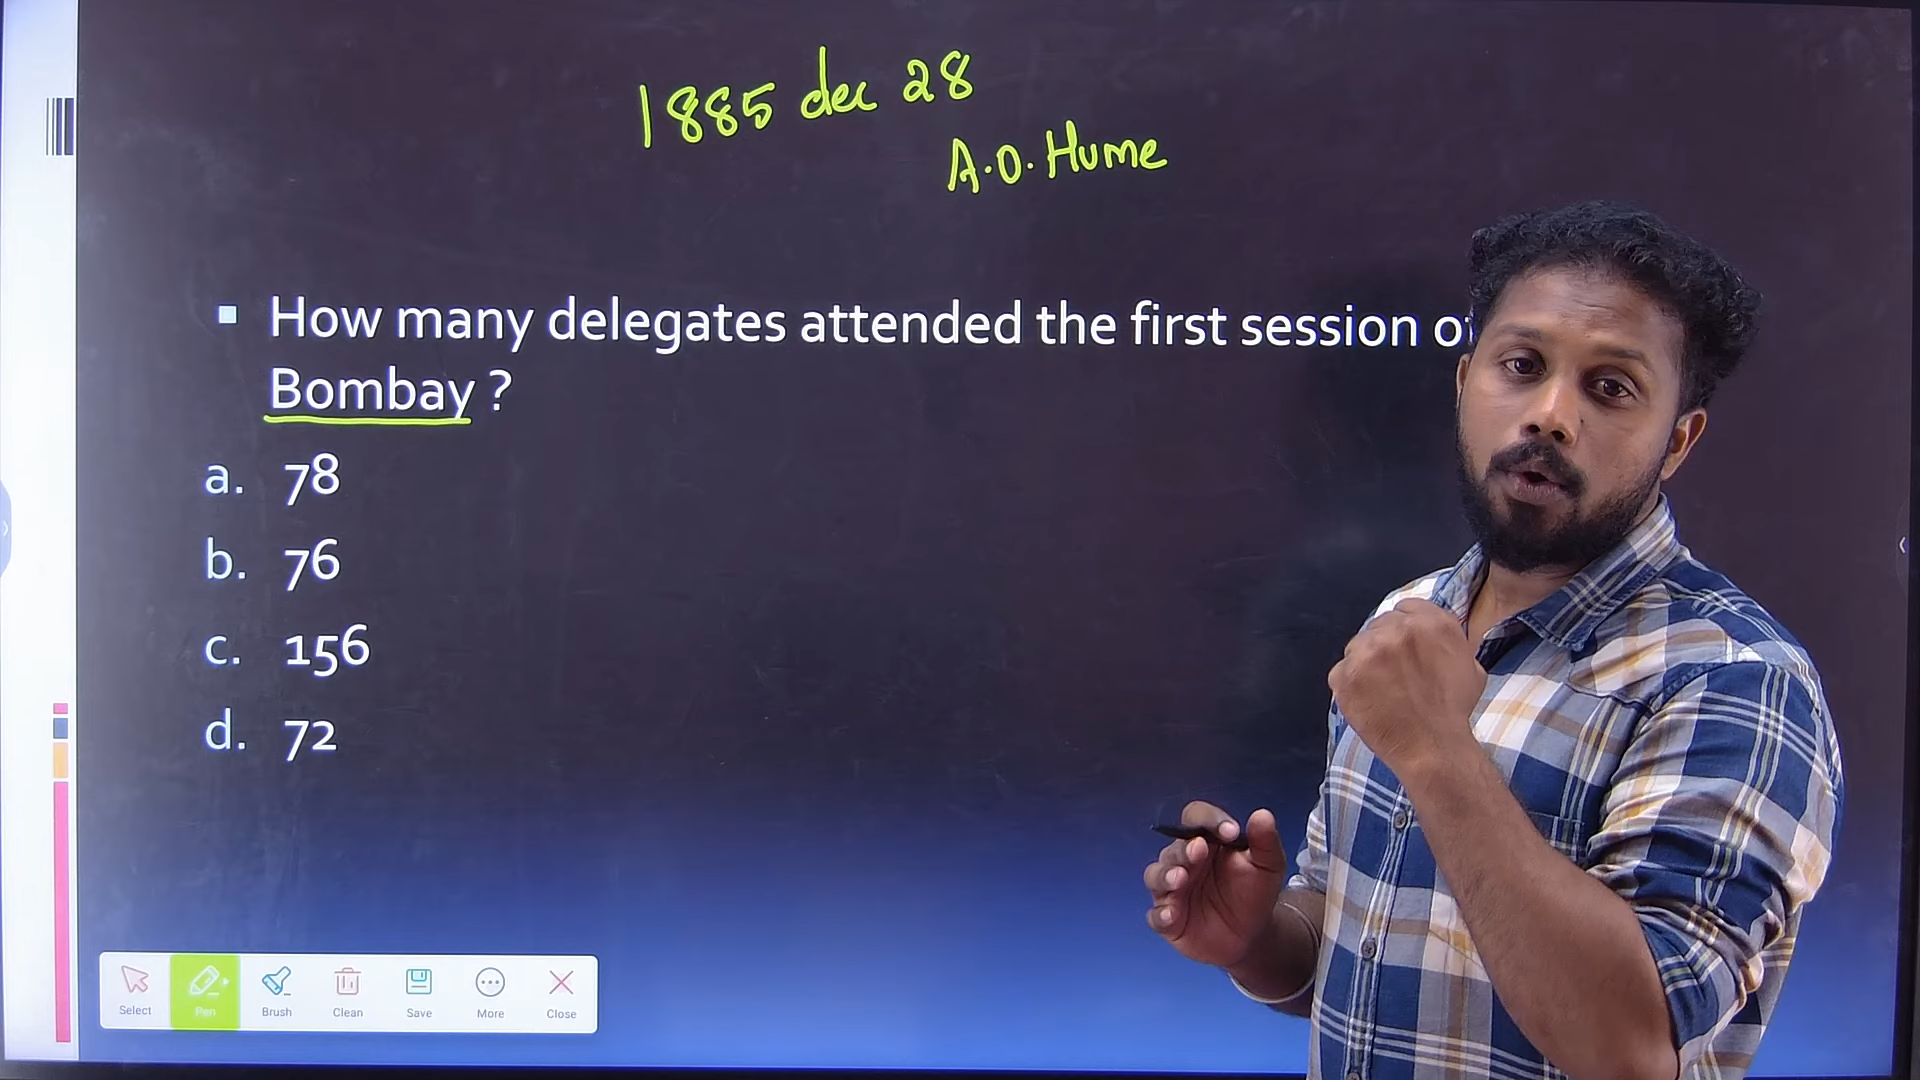 1885 dec 28
A.O. Hume
▪ How many delegates attended the first session of
Bombay ?
a. 78
b. 76
c. 156
d. 72
Select Pen Brush Clean Save More Close